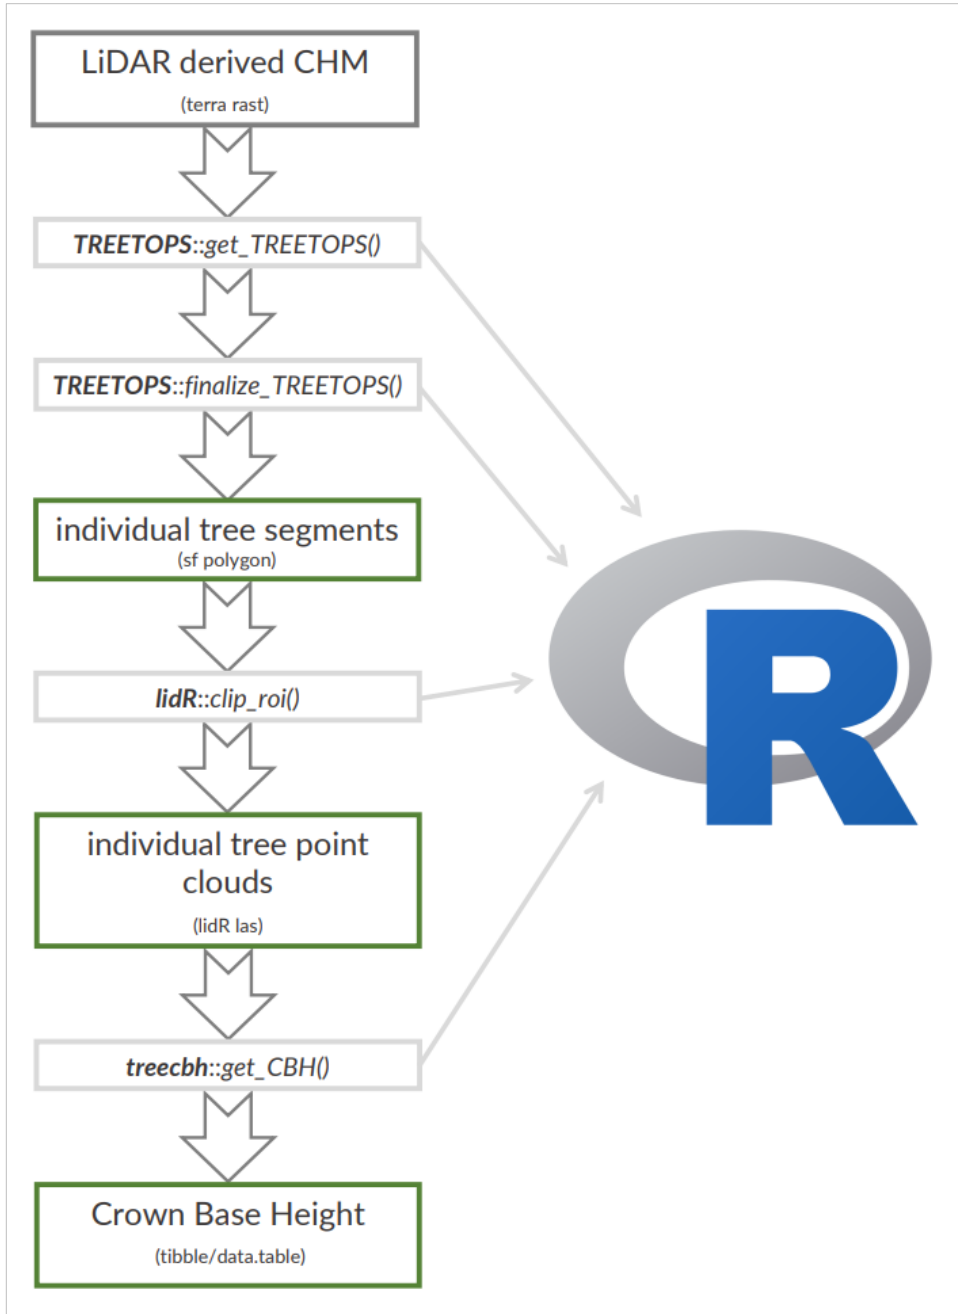 LiDAR derived CHM
(terra rast)
TREETOPS::get_TREETOPS()
TREETOPS::finalize_TREETOPS()
individual tree segments
(sf polygon)
lidR::clip_roi()
individual tree point
clouds
(lidR las)
treecbh::get_CBH()
Crown Base Height
(tibble/data.table)
R